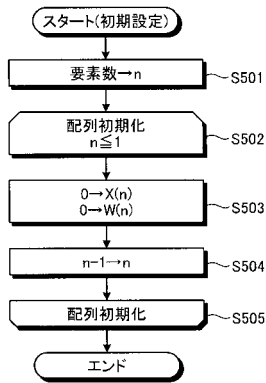 スタート(初期設定)
要素数→n
S501
配列初期化
n≦1
S502
0→X(n)
0→W(n)
S503
n-1→n
S504
配列初期化
S505
エンド